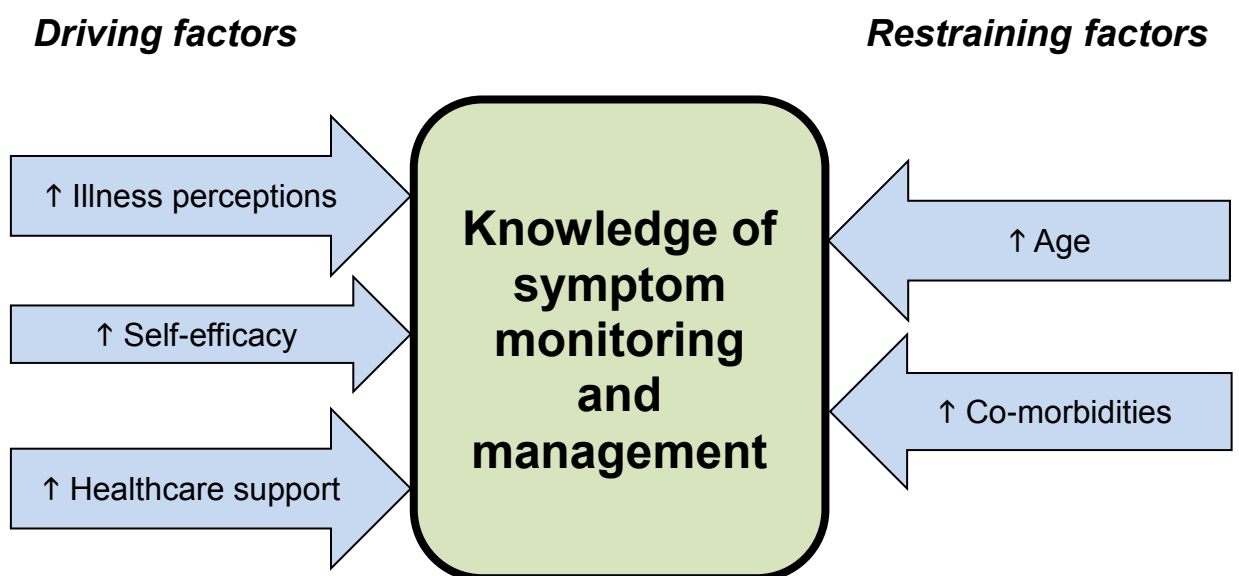 Driving factors
Restraining factors
↑ Illness perceptions
↑ Self-efficacy
↑ Healthcare support
Knowledge of
symptom
monitoring
and
management
↑ Age
↑ Co-morbidities